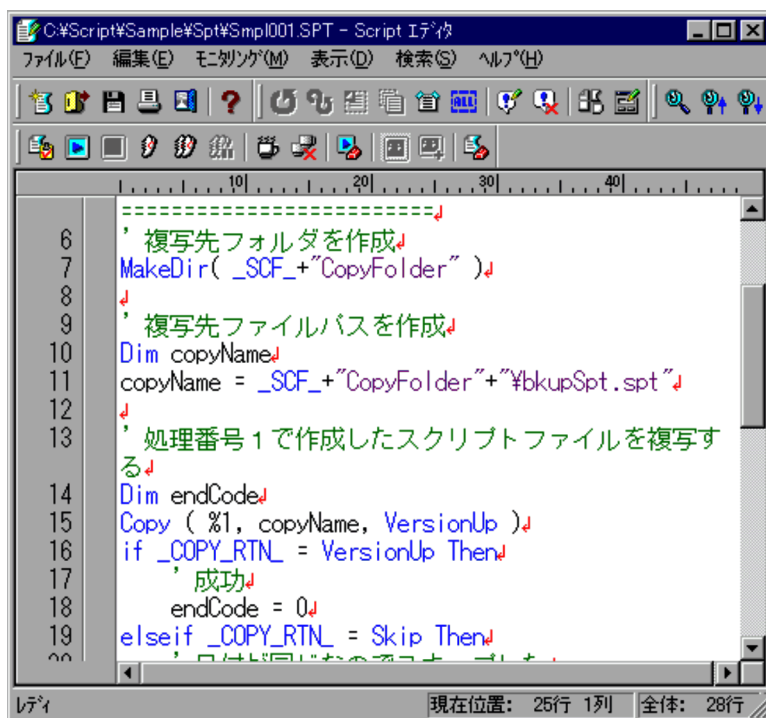 C:¥Script¥Sample¥Spt¥Smpl001.SPT - Script ｴﾃﾞｨﾀ
ﾌｧｲﾙ(F) 編集(E) ﾓﾆﾀﾘﾝｸﾞ(M) 表示(D) 検索(S) ﾍﾙﾌﾟ(H)
ALL
10 20 30 40
=========================
6 ' 複写先フォルダを作成
7 MakeDir( _SCF_+"CopyFolder" )
8
9 ' 複写先ファイルパスを作成
10 Dim copyName
11 copyName = _SCF_+"CopyFolder"+"¥bkupSpt.spt"
12
13 ' 処理番号１で作成したスクリプトファイルを複写す
る
14 Dim endCode
15 Copy ( %1, copyName, VersionUp )
16 if _COPY_RTN_ = VersionUp Then
17 ' 成功
18 endCode = 0
19 elseif _COPY_RTN_ = Skip Then
ﾚﾃﾞｨ 現在位置: 25行 1列 全体: 28行